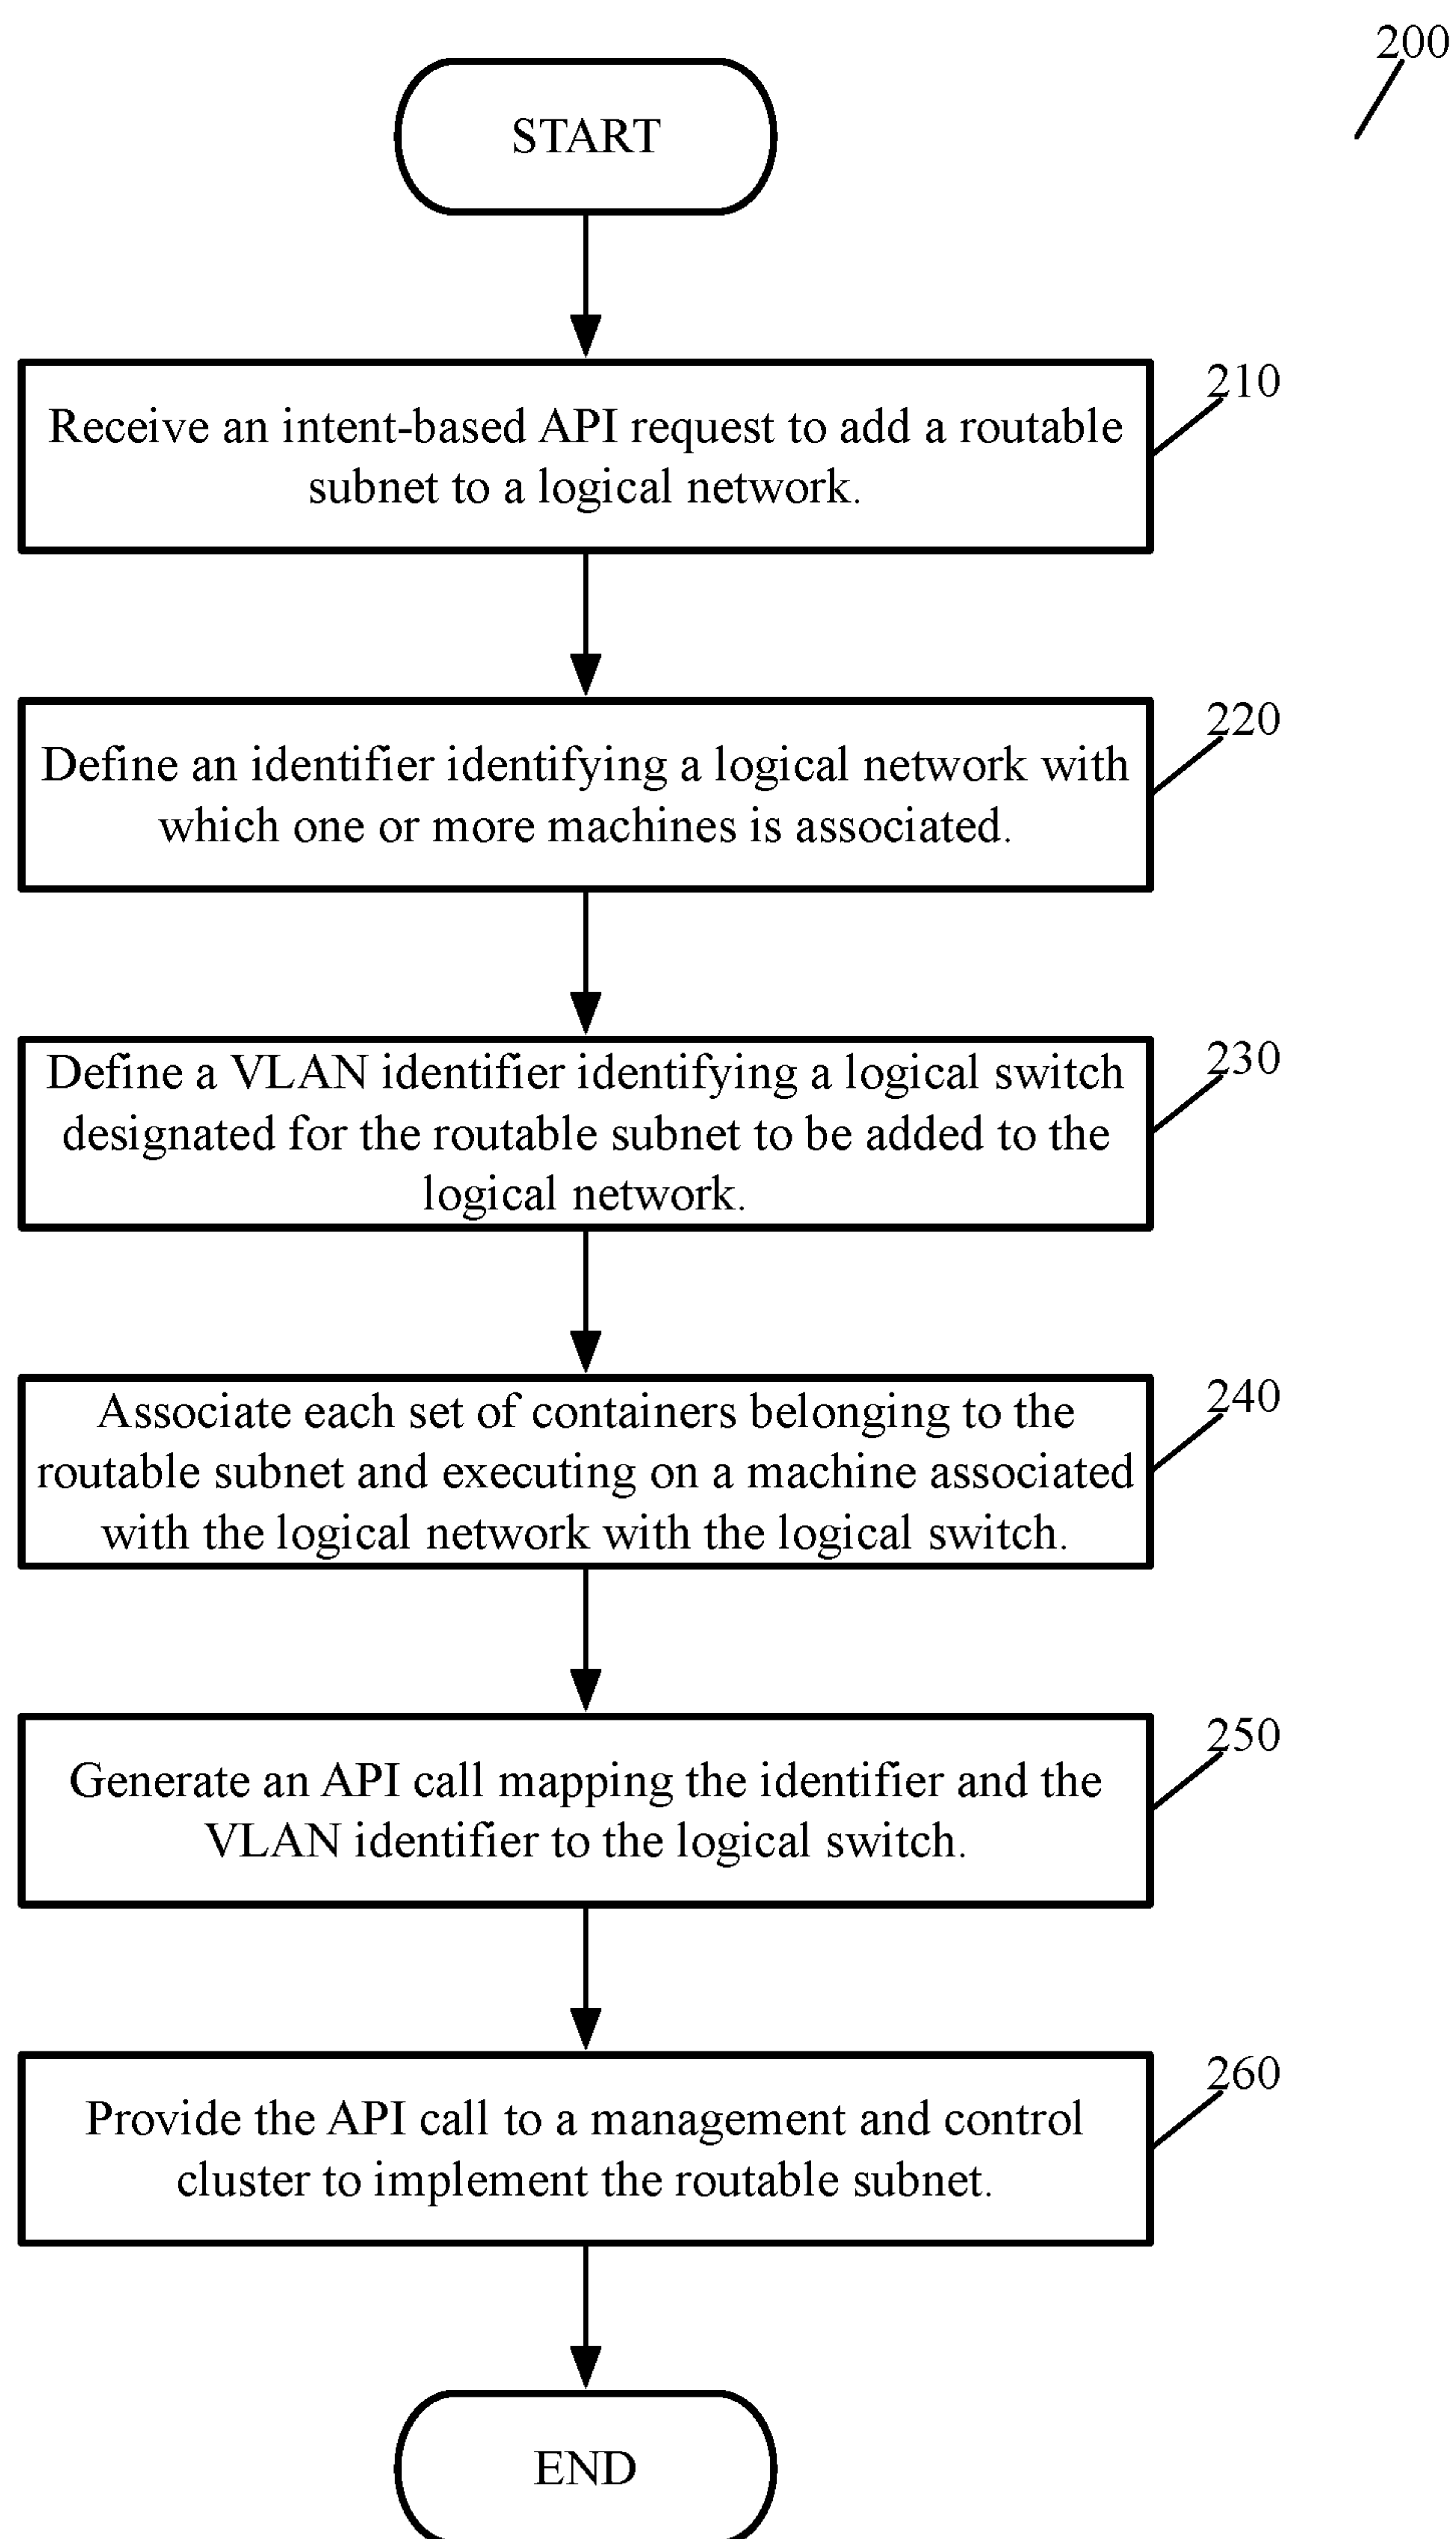 200
START
210
Receive an intent-based API request to add a routable
subnet to a logical network.
220
Define an identifier identifying a logical network with
which one or more machines is associated.
230
Define a VLAN identifier identifying a logical switch
designated for the routable subnet to be added to the
logical network.
240
Associate each set of containers belonging to the
routable subnet and executing on a machine associated
with the logical network with the logical switch.
250
Generate an API call mapping the identifier and the
VLAN identifier to the logical switch.
260
Provide the API call to a management and control
cluster to implement the routable subnet.
END